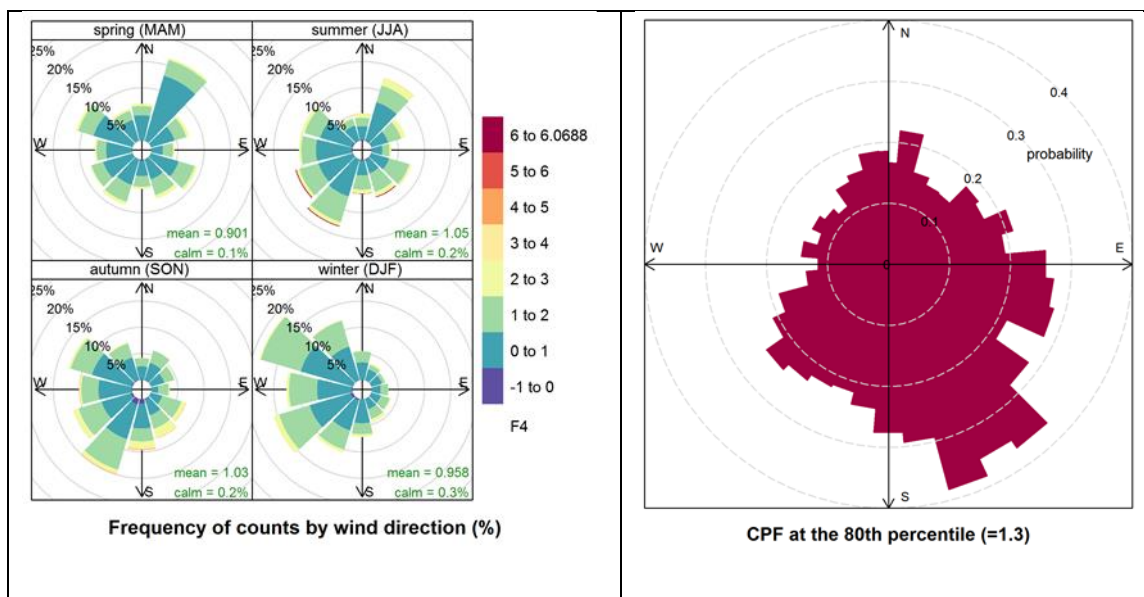 spring (MAM)
N
25%
20%
15%
10%
5%
W
E
S
mean = 0.901
calm = 0.1%
summer (JJA)
N
25%
20%
15%
10%
5%
W
E
S
mean = 1.05
calm = 0.2%
autumn (SON)
N
25%
20%
15%
10%
5%
W
E
S
mean = 1.03
calm = 0.2%
winter (DJF)
N
25%
20%
15%
10%
5%
W
E
S
mean = 0.958
calm = 0.3%
6 to 6.0688
5 to 6
4 to 5
3 to 4
2 to 3
1 to 2
0 to 1
-1 to 0
F4
Frequency of counts by wind direction (%)
N
0.4
0.3
probability
0.2
0.1
W
E
0
S
CPF at the 80th percentile (=1.3)